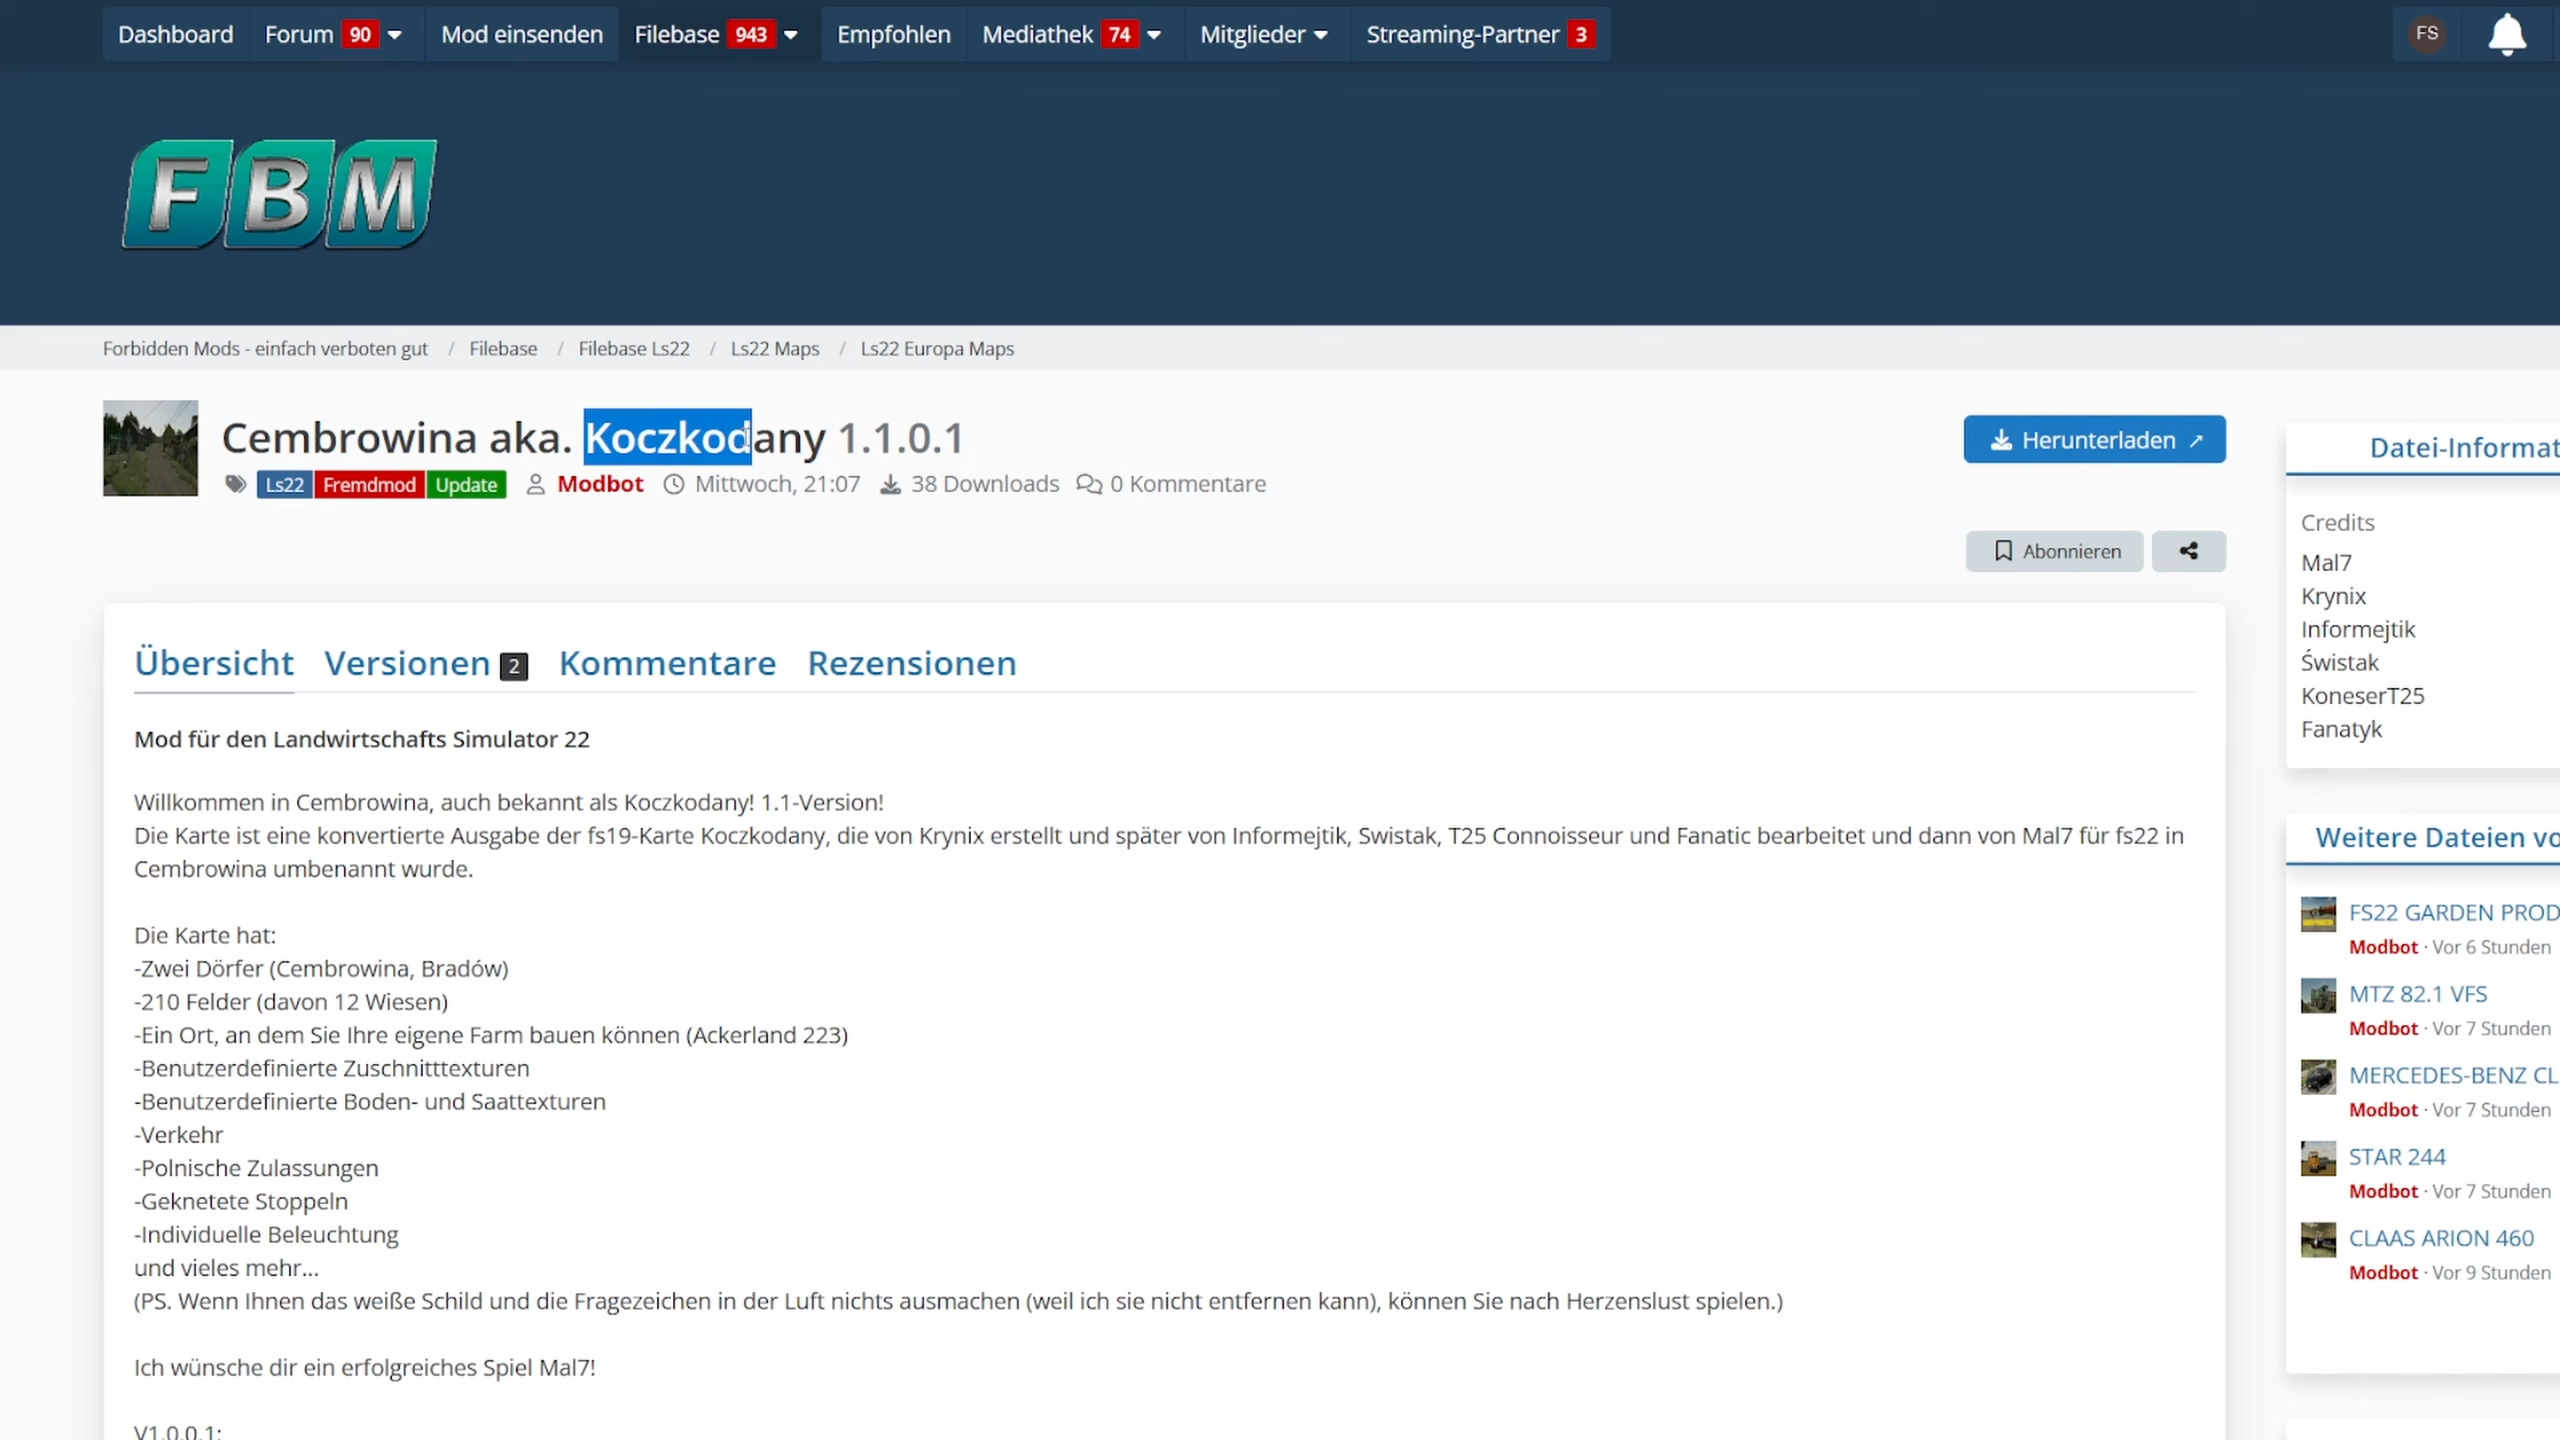 Dashboard Forum 90 Mod einsenden Filebase 943 Empfohlen Mediathek 74 Mitglieder Streaming-Partner 3 FS
FBM
Forbidden Mods - einfach verboten gut / Filebase / Filebase Ls22 / Ls22 Maps / Ls22 Europa Maps
Cembrowina aka. Koczkodany 1.1.0.1
Herunterladen
Ls22 Fremdmod Update Modbot Mittwoch, 21:07 38 Downloads 0 Kommentare
Abonnieren
Übersicht Versionen 2 Kommentare Rezensionen
Mod für den Landwirtschafts Simulator 22
Willkommen in Cembrowina, auch bekannt als Koczkodany! 1.1-Version!
Die Karte ist eine konvertierte Ausgabe der fs19-Karte Koczkodany, die von Krynix erstellt und später von Informejtik, Swistak, T25 Connoisseur und Fanatic bearbeitet und dann von Mal7 für fs22 in
Cembrowina umbenannt wurde.
Die Karte hat:
-Zwei Dörfer (Cembrowina, Bradów)
-210 Felder (davon 12 Wiesen)
-Ein Ort, an dem Sie Ihre eigene Farm bauen können (Ackerland 223)
-Benutzerdefinierte Zuschnitttexturen
-Benutzerdefinierte Boden- und Saattexturen
-Verkehr
-Polnische Zulassungen
-Geknetete Stoppeln
-Individuelle Beleuchtung
und vieles mehr...
(PS. Wenn Ihnen das weiße Schild und die Fragezeichen in der Luft nichts ausmachen (weil ich sie nicht entfernen kann), können Sie nach Herzenslust spielen.)
Ich wünsche dir ein erfolgreiches Spiel Mal7!
V1.0.0.1:
Datei-Informat
Credits
Mal7
Krynix
Informejtik
Świstak
KoneserT25
Fanatyk
Weitere Dateien vo
FS22 GARDEN PROD
Modbot · Vor 6 Stunden
MTZ 82.1 VFS
Modbot · Vor 7 Stunden
MERCEDES-BENZ CL
Modbot · Vor 7 Stunden
STAR 244
Modbot · Vor 7 Stunden
CLAAS ARION 460
Modbot · Vor 9 Stunden